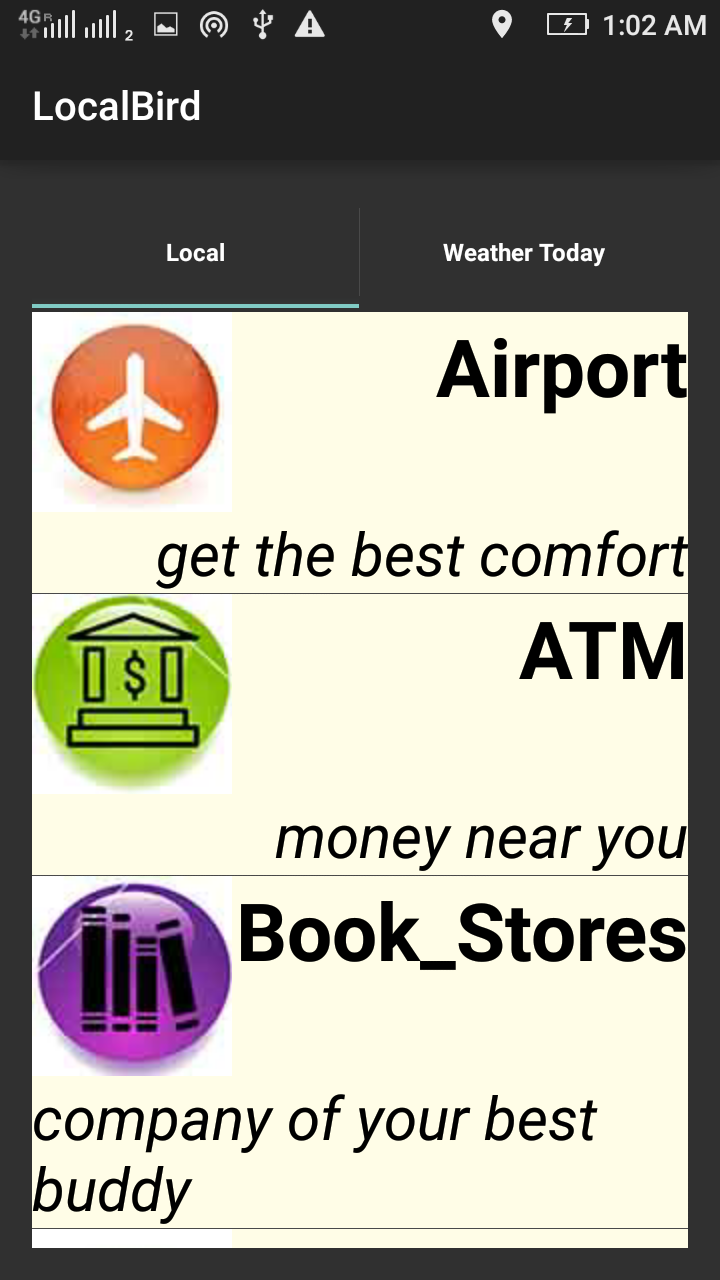 4G R 2 1:02 AM
LocalBird
Local Weather Today
Airport
get the best comfort
$
ATM
money near you
Book_Stores
company of your best
buddy